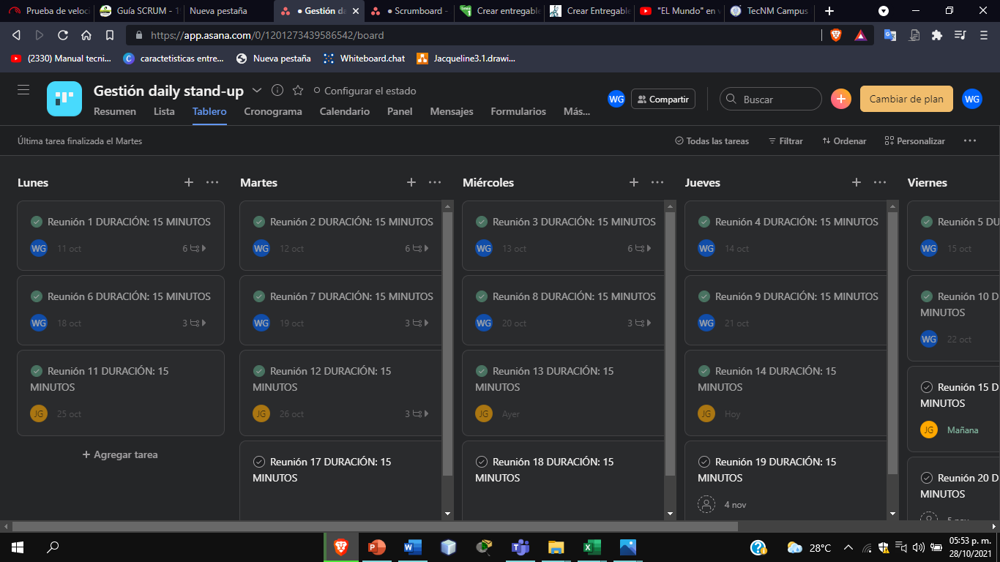 Prueba de veloc
Guía SCRUM - 1
Nueva pestaña
• Gestión da
• Scrumboard -
Crear entregable
Crear Entregable
"EL Mundo" en v
TecNM Campus
https://app.asana.com/0/1201273439586542/board
(2330) Manual tecni...
caractetisticas entre...
Nueva pestaña
Whiteboard.chat
Jacqueline3.1.drawi...
Gestión daily stand-up
Configurar el estado
WG
Compartir
Buscar
Cambiar de plan
WG
Resumen
Lista
Tablero
Cronograma
Calendario
Panel
Mensajes
Formularios
Más...
Última tarea finalizada el Martes
Todas las tareas
Filtrar
Ordenar
Personalizar
Lunes
Reunión 1 DURACIÓN: 15 MINUTOS
WG 11 oct 6
Reunión 6 DURACIÓN: 15 MINUTOS
WG 18 oct 3
Reunión 11 DURACIÓN: 15
MINUTOS
JG 25 oct
+ Agregar tarea
Martes
Reunión 2 DURACIÓN: 15 MINUTOS
WG 12 oct 6
Reunión 7 DURACIÓN: 15 MINUTOS
WG 19 oct 3
Reunión 12 DURACIÓN: 15
MINUTOS
JG 26 oct 3
Reunión 17 DURACIÓN: 15
MINUTOS
Miércoles
Reunión 3 DURACIÓN: 15 MINUTOS
WG 13 oct 6
Reunión 8 DURACIÓN: 15 MINUTOS
WG 20 oct 3
Reunión 13 DURACIÓN: 15
MINUTOS
JG Ayer
Reunión 18 DURACIÓN: 15
MINUTOS
Jueves
Reunión 4 DURACIÓN: 15 MINUTOS
WG 14 oct
Reunión 9 DURACIÓN: 15 MINUTOS
WG 21 oct
Reunión 14 DURACIÓN: 15
MINUTOS
JG Hoy
Reunión 19 DURACIÓN: 15
MINUTOS
4 nov
Viernes
Reunión 5 DU
WG 15 oct
Reunión 10 D
MINUTOS
WG 22 oct
Reunión 15 D
MINUTOS
JG Mañana
Reunión 20 D
MINUTOS
5 nov
28°C
05:53 p. m.
28/10/2021